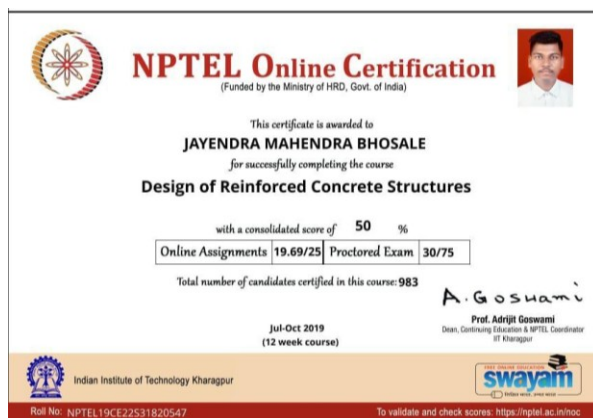 NPTEL Online Certification
(Funded by the Ministry of HRD, Govt. of India)
This certificate is awarded to
JAYENDRA MAHENDRA BHOSALE
for successfully completing the course
Design of Reinforced Concrete Structures
with a consolidated score of 50 %
Online Assignments 19.69/25 Proctored Exam 30/75
Total number of candidates certified in this course: 983
A. Goswami
Prof. Adrijit Goswami
Dean, Continuing Education & NPTEL Coordinator
IIT Kharagpur
Jul-Oct 2019
(12 week course)
Indian Institute of Technology Kharagpur
FREE ONLINE EDUCATION
swayam
Roll No: NPTEL19CE22S31820547
To validate and check scores: https://nptel.ac.in/noc